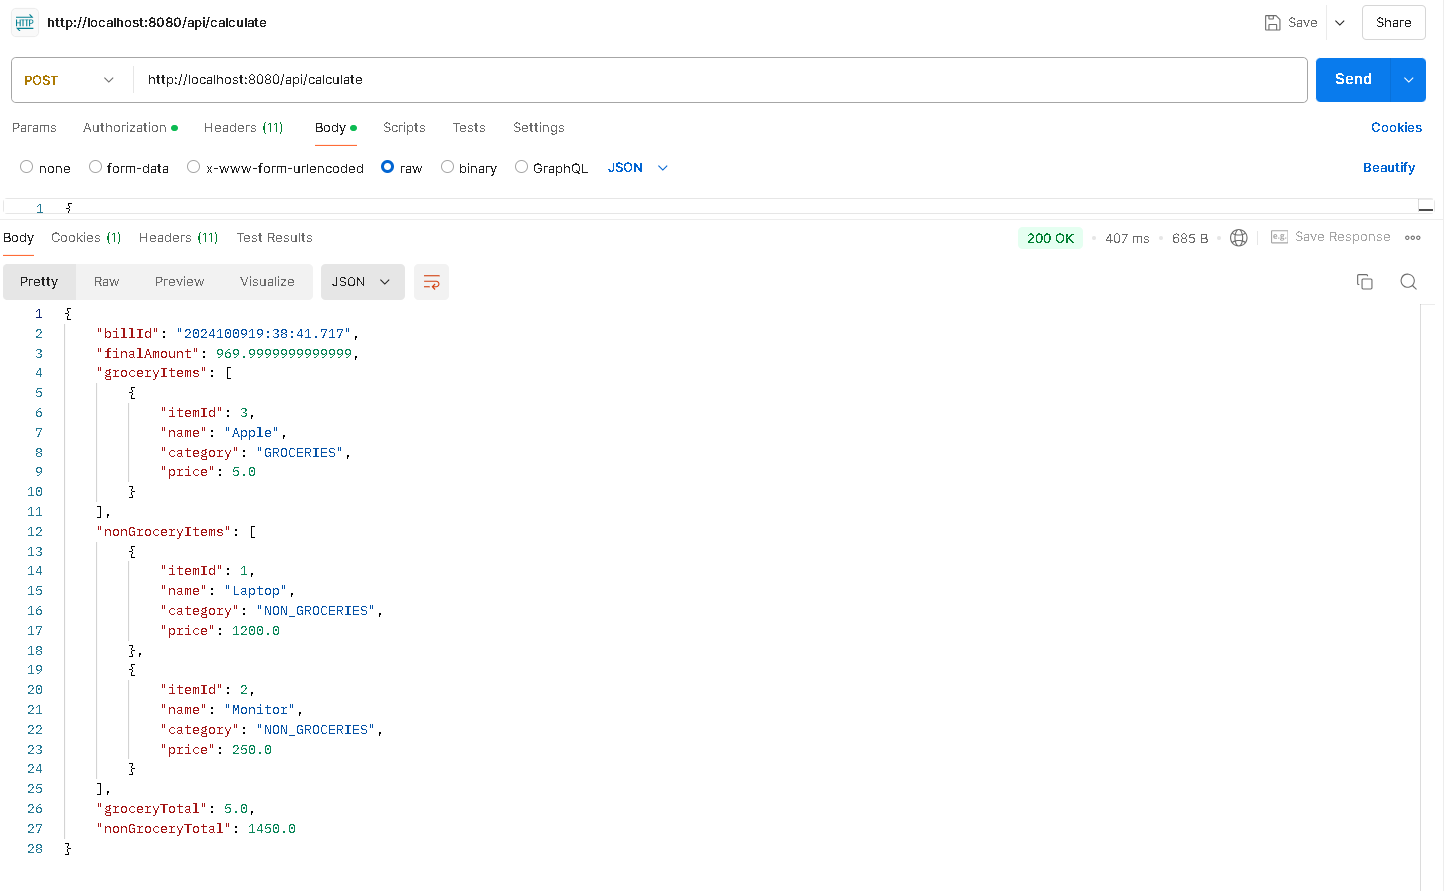 HTTP http://localhost:8080/api/calculate Save Share
POST http://localhost:8080/api/calculate Send
Params Authorization Headers (11) Body Scripts Tests Settings Cookies
none form-data x-www-form-urlencoded raw binary GraphQL JSON Beautify
1 {
Body Cookies (1) Headers (11) Test Results 200 OK 407 ms 685 B e.g. Save Response
Pretty Raw Preview Visualize JSON
1 {
2 "billId": "2024100919:38:41.717",
3 "finalAmount": 969.9999999999999,
4 "groceryItems": [
5 {
6 "itemId": 3,
7 "name": "Apple",
8 "category": "GROCERIES",
9 "price": 5.0
10 }
11 ],
12 "nonGroceryItems": [
13 {
14 "itemId": 1,
15 "name": "Laptop",
16 "category": "NON_GROCERIES",
17 "price": 1200.0
18 },
19 {
20 "itemId": 2,
21 "name": "Monitor",
22 "category": "NON_GROCERIES",
23 "price": 250.0
24 }
25 ],
26 "groceryTotal": 5.0,
27 "nonGroceryTotal": 1450.0
28 }